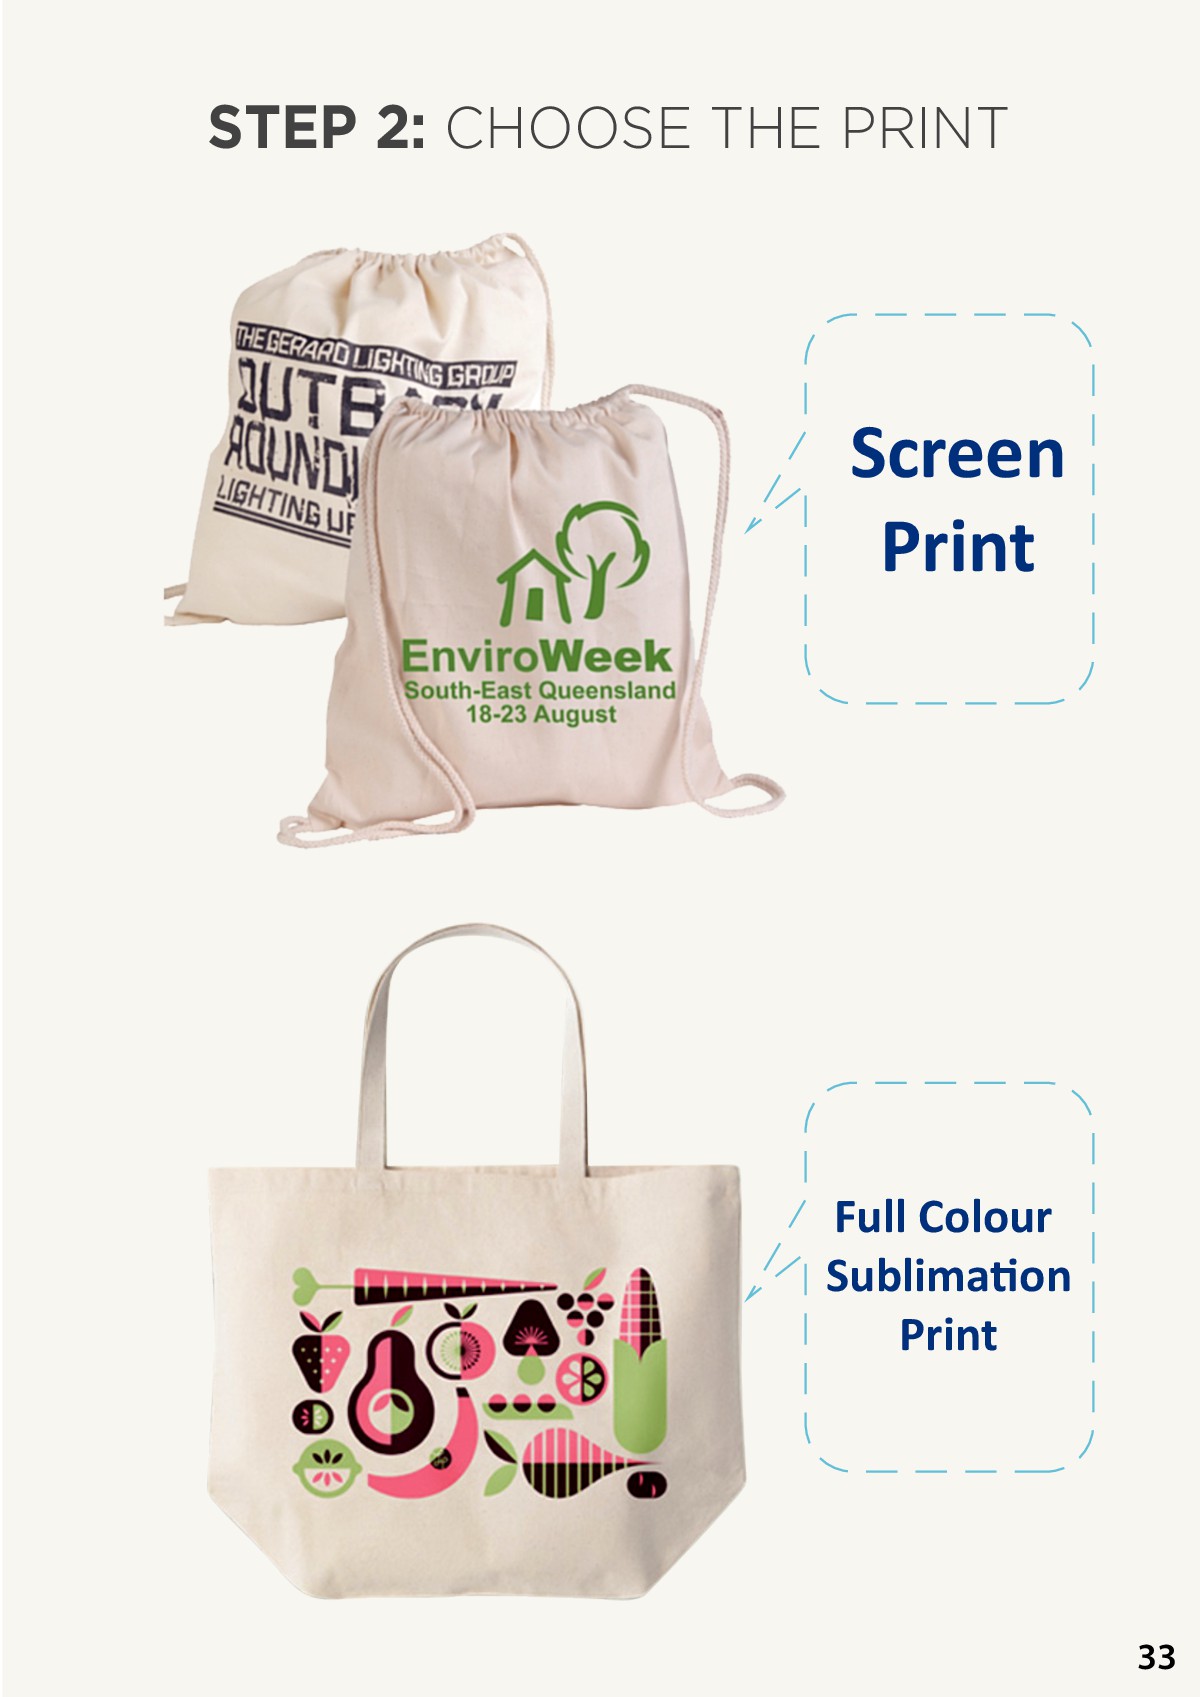 STEP 2: CHOOSE THE PRINT
THE GERARD LIGHTING GROUP
ROUND
LIGHTING UP
EnviroWeek
South-East Queensland
18-23 August
Screen
Print
Full Colour
Sublimation
Print
33